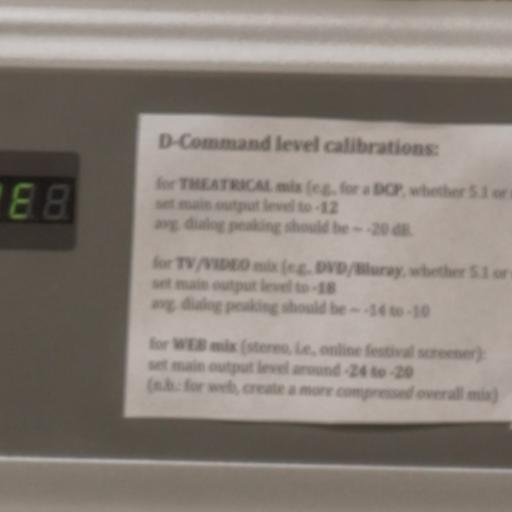 D-Command level calibrations:
for THEATRICAL mix (e.g., for a DCP, whether 5.1 or
set main output level to -12
avg. dialog peaking should be ~ -20 dB.
for TV/VIDEO mix (e.g., DVD/Bluray, whether 5.1 or
set main output level to -18
avg. dialog peaking should be ~ -14 to -10
for WEB mix (stereo, i.e., online festival screener):
set main output level around -24 to -20
(n.b.: for web, create a more compressed overall mix)